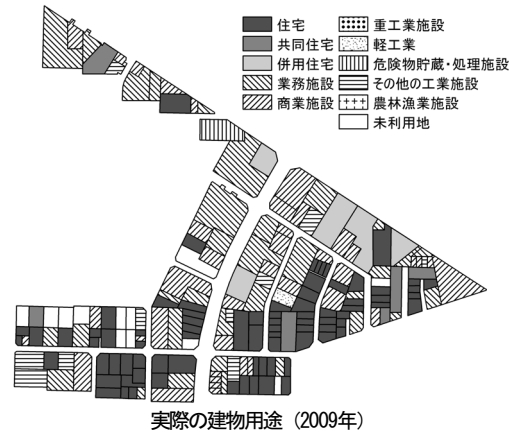 住宅
共同住宅
併用住宅
業務施設
商業施設
重工業施設
軽工業
危険物貯蔵・処理施設
その他の工業施設
農林漁業施設
未利用地
実際の建物用途（2009年）